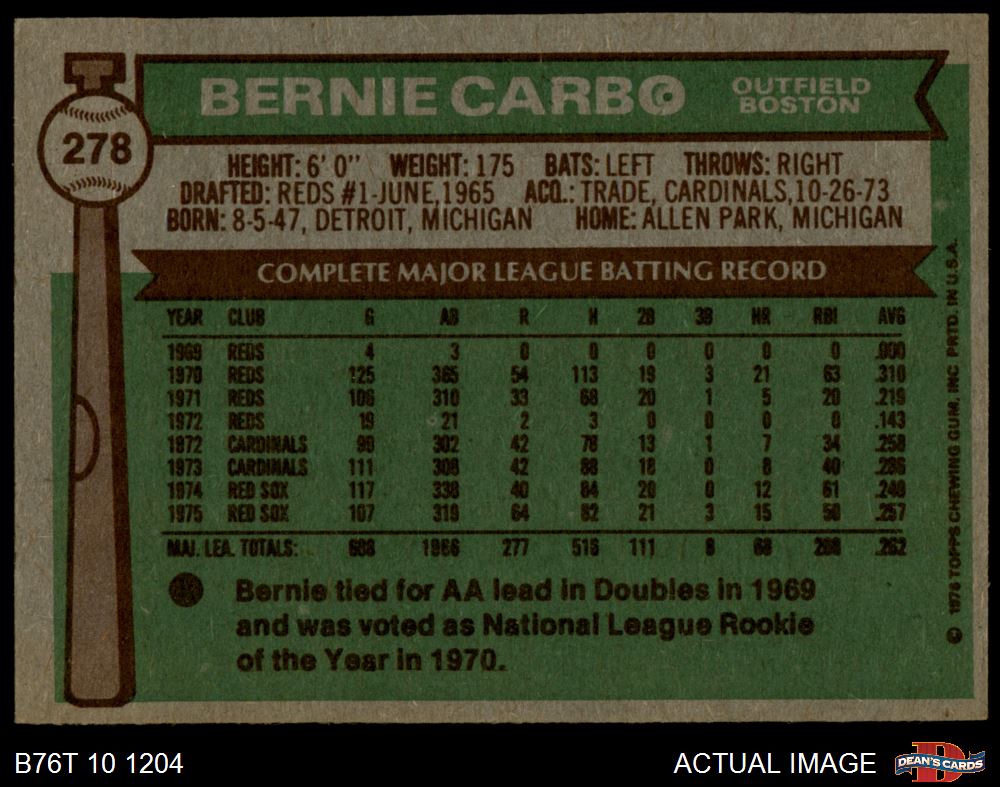 BERNIE CARBO
OUTFIELD
BOSTON
278
HEIGHT: 6' 0" WEIGHT: 175 BATS: LEFT THROWS: RIGHT
DRAFTED: REDS #1-JUNE, 1965 ACQ.: TRADE, CARDINALS, 10-26-73
BORN: 8-5-47, DETROIT, MICHIGAN HOME: ALLEN PARK, MICHIGAN
COMPLETE MAJOR LEAGUE BATTING RECORD
YEAR CLUB G AB R H 2B 3B HR RBI AVG
1969 REDS 4 3 0 0 0 0 0 0 .000
1970 REDS 125 365 54 113 19 3 21 63 .310
1971 REDS 106 310 33 68 20 1 5 20 .219
1972 REDS 19 21 2 3 0 0 0 0 .143
1972 CARDINALS 99 302 42 78 13 1 7 34 .258
1973 CARDINALS 111 308 42 88 18 0 8 40 .286
1974 RED SOX 117 338 40 84 20 0 12 61 .249
1975 RED SOX 107 319 64 82 21 3 15 50 .257
MAJ. LEA. TOTALS: 688 1966 277 516 111 8 68 268 .262
Bernie tied for AA lead in Doubles in 1969
and was voted as National League Rookie
of the Year in 1970.
© 1976 TOPPS CHEWING GUM, INC PRTD. IN U.S.A.
B76T 10 1204
ACTUAL IMAGE
DEAN'S CARDS